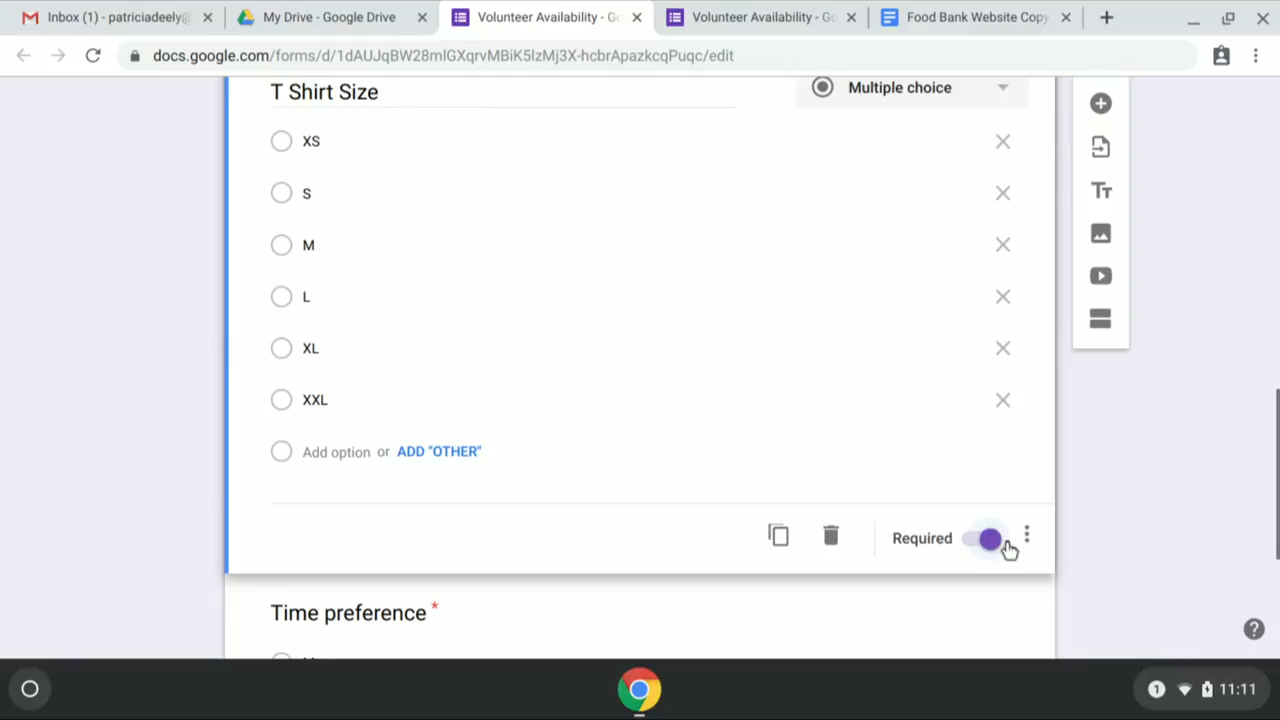 Inbox (1) - patriciadeely@
My Drive - Google Drive
Volunteer Availability - Go
Volunteer Availability - Go
Food Bank Website Copy
docs.google.com/forms/d/1dAUJqBW28mlGXqrvMBiK5lzMj3X-hcbrApazkcqPuqc/edit
T Shirt Size
Multiple choice
XS
S
M
L
XL
XXL
Add option or ADD "OTHER"
Required
Time preference *
1
11:11